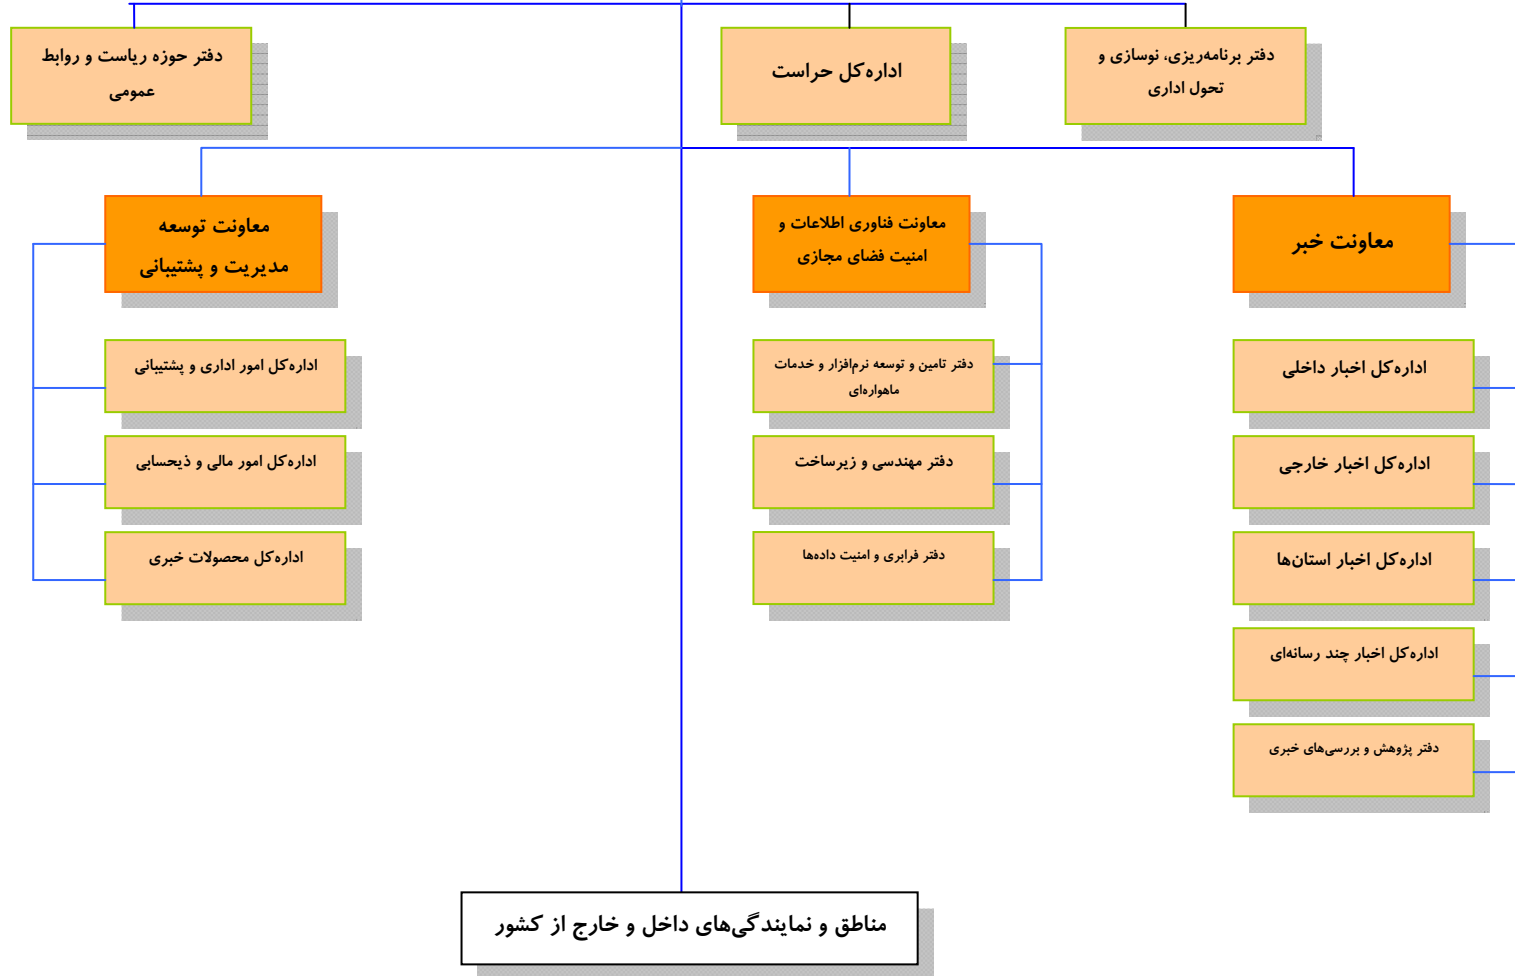 دفتر برنامه‌ریزی، نوسازی و
تحول اداری
اداره‌کل حراست
دفتر حوزه ریاست و روابط
عمومی
معاونت خبر
اداره‌کل اخبار داخلی
اداره‌کل اخبار خارجی
اداره‌کل اخبار استان‌ها
اداره‌کل اخبار چند رسانه‌ای
دفتر پژوهش و بررسی‌های خبری
معاونت فناوری اطلاعات و
امنیت فضای مجازی
دفتر تامین و توسعه نرم‌افزار و خدمات
ماهواره‌ای
دفتر مهندسی و زیرساخت
دفتر فرابری و امنیت داده‌ها
معاونت توسعه
مدیریت و پشتیبانی
اداره‌کل امور اداری و پشتیبانی
اداره‌کل امور مالی و ذیحسابی
اداره‌کل محصولات خبری
مناطق و نمایندگی‌های داخل و خارج از کشور